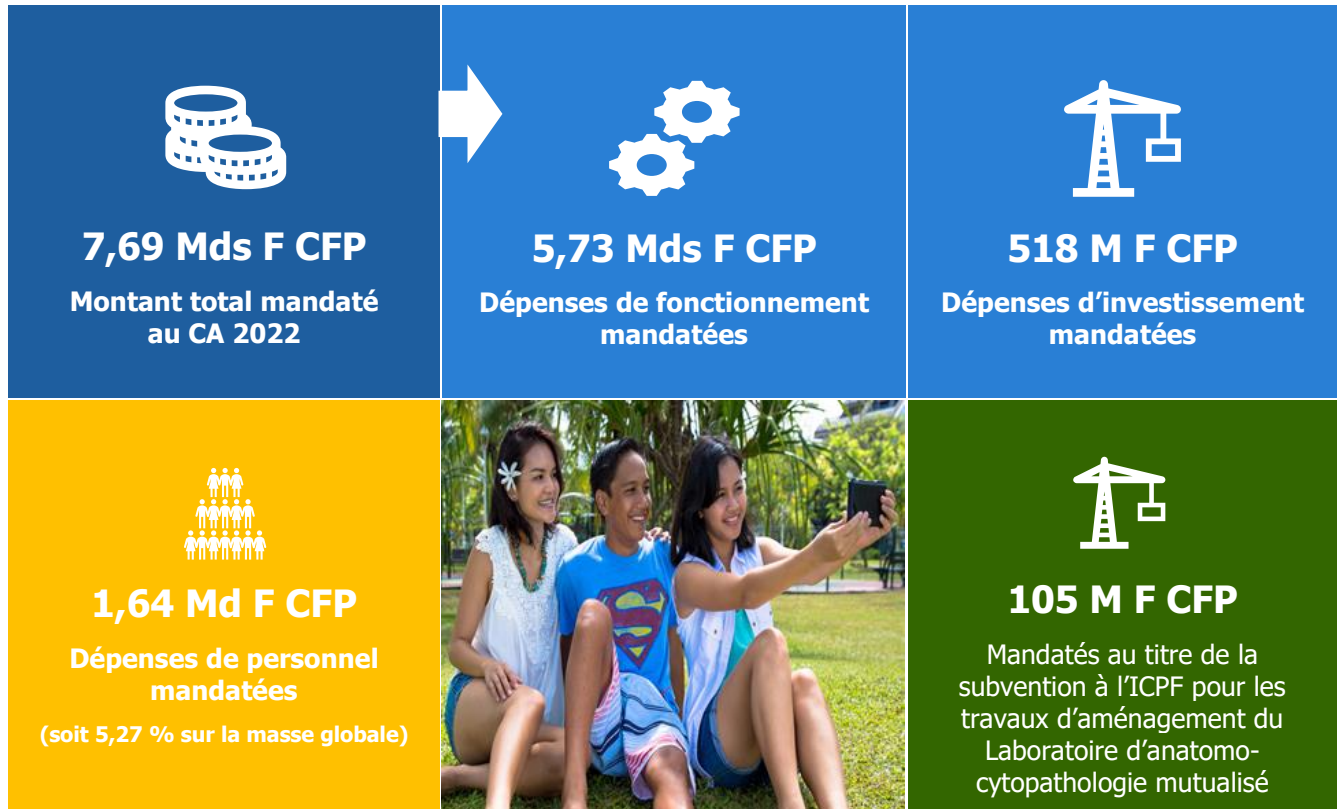 7,69 Mds F CFP
Montant total mandaté
au CA 2022
5,73 Mds F CFP
Dépenses de fonctionnement
mandatées
518 M F CFP
Dépenses d’investissement
mandatées
1,64 Md F CFP
Dépenses de personnel
mandatées
(soit 5,27 % sur la masse globale)
105 M F CFP
Mandatés au titre de la
subvention à l’ICPF pour les
travaux d’aménagement du
Laboratoire d’anatomo-
cytopathologie mutualisé